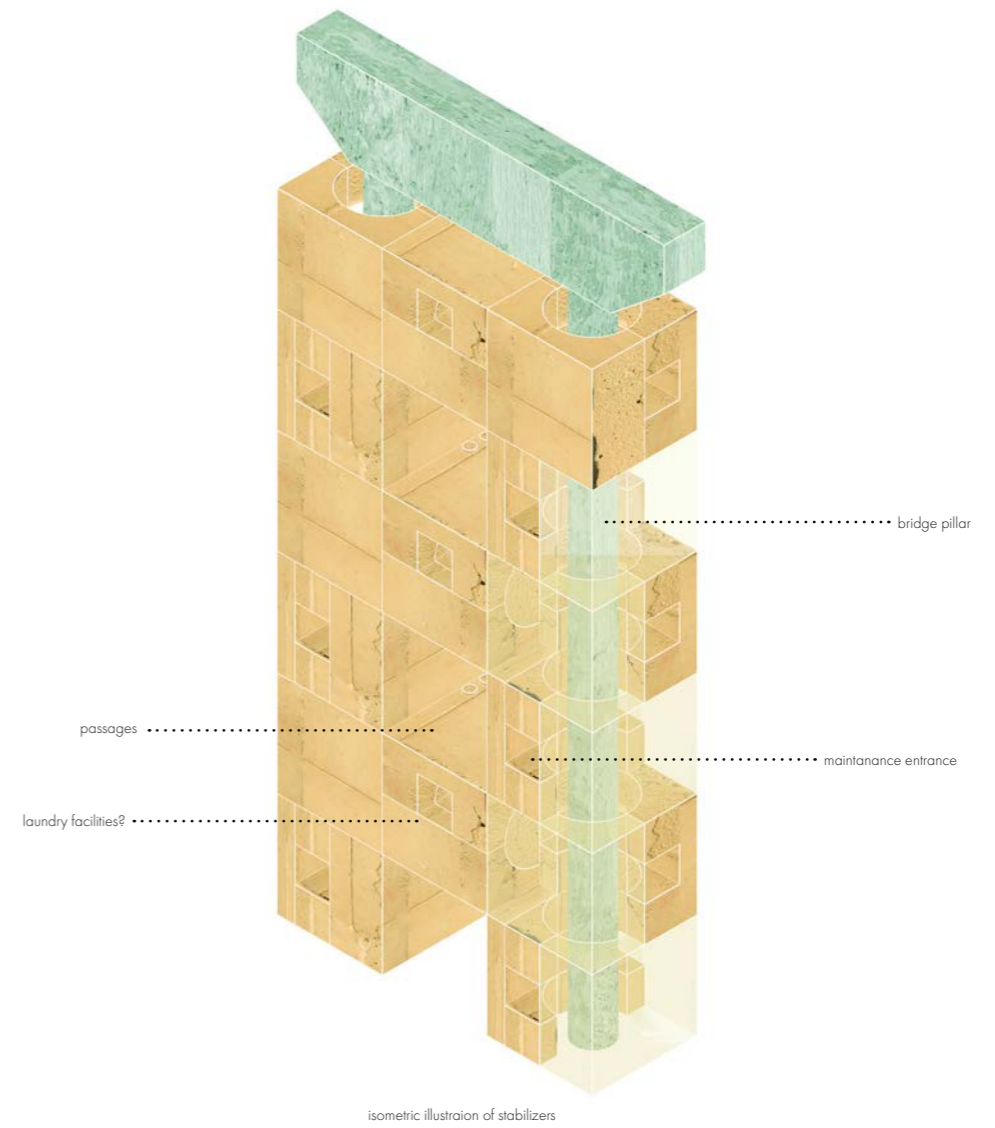 bridge pillar
passages
maintanance entrance
laundry facilities?
isometric illustraion of stabilizers